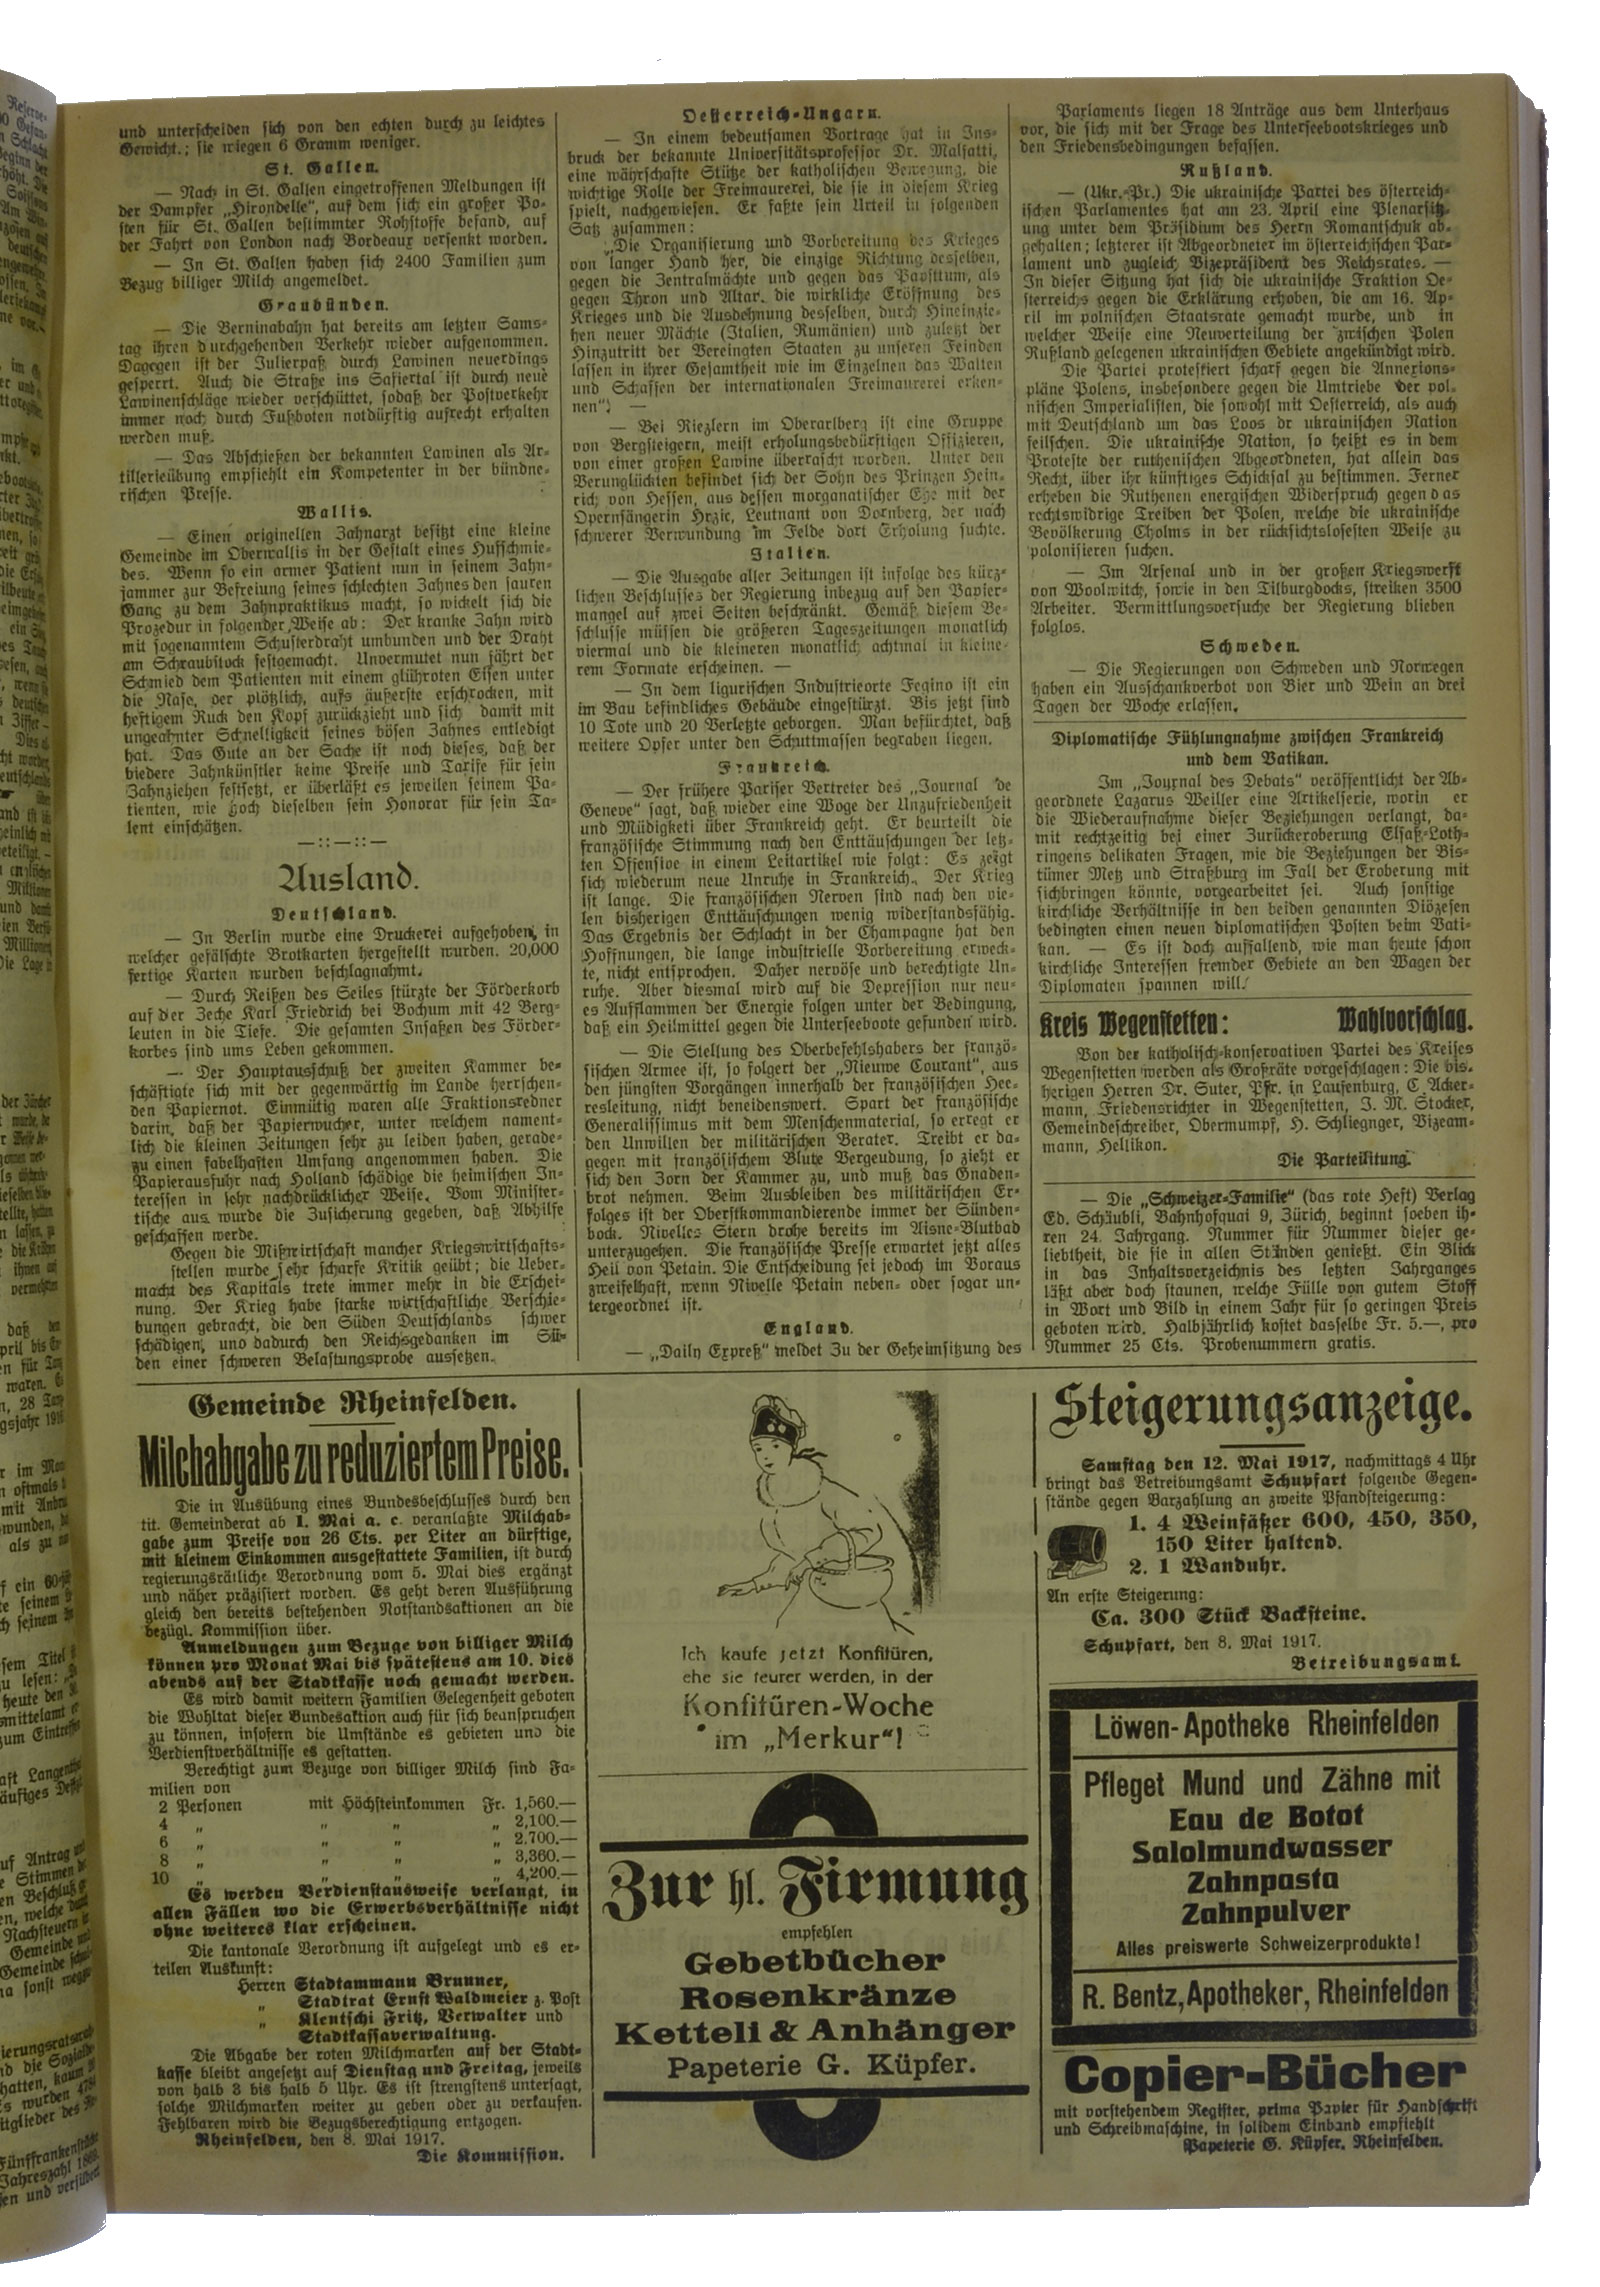 und unterscheiden sich von den echten durch zu leichtes
Gewicht.; sie wiegen 6 Gramm weniger.
St. Gallen.
— Nach in St. Gallen eingetroffenen Meldungen ist
der Dampfer „Hirondelle“, auf dem sich ein großer Po-
sten für St. Gallen bestimmter Rohstoffe befand, auf
der Fahrt von London nach Bordeaux versenkt worden.
— In St. Gallen haben sich 2400 Familien zum
Bezug billiger Milch angemeldet.
Graubünden.
— Die Berninabahn hat bereits am letzten Sams-
tag ihren durchgehenden Verkehr wieder aufgenommen.
Dagegen ist der Julierpaß durch Lawinen neuerdings
gesperrt. Auch die Straße ins Safiertal ist durch neue
Lawinenschläge wieder verschüttet, sodaß der Postverkehr
immer noch durch Fußboten notdürftig aufrecht erhalten
werden muß.
— Das Abschießen der bekannten Lawinen als Ar-
tillerieübung empfiehlt ein Kompetenter in der bündne-
rischen Presse.
Wallis.
— Einen originellen Zahnarzt besitzt eine kleine
Gemeinde im Oberwallis in der Gestalt eines Hufschmie-
des. Wenn so ein armer Patient nun in seinem Zahn-
jammer zur Befreiung seines schlechten Zahnes den sauren
Gang zu dem Zahnpraktikus macht, so wickelt sich die
Prozedur in folgender Weise ab: Der kranke Zahn wird
mit sogenanntem Schusterdraht umbunden und der Draht
am Schraubstock festgemacht. Unvermutet nun fährt der
Schmied dem Patienten mit einem glühroten Eisen unter
die Nase, der plötzlich, aufs äußerste erschrocken, mit
heftigem Ruck den Kopf zurückzieht und sich damit mit
ungeahnter Schnelligkeit seines bösen Zahnes entledigt
hat. Das Gute an der Sache ist noch dieses, daß der
biedere Zahnkünstler keine Preise und Tarife für sein
Zahnziehen festsetzt, er überläßt es jeweilen seinem Pa-
tienten, wie hoch dieselben sein Honorar für sein Ta-
lent einschätzen.
—::—::—
Ausland.
Deutschland.
— In Berlin wurde eine Druckerei aufgehoben, in
welcher gefälschte Brotkarten hergestellt wurden. 20,000
fertige Karten wurden beschlagnahmt.
— Durch Reißen des Seiles stürzte der Förderkorb
auf der Zeche Karl Friedrich bei Bochum mit 42 Berg-
leuten in die Tiefe. Die gesamten Insaßen des Förder-
korbes sind ums Leben gekommen.
— Der Hauptausschuß der zweiten Kammer be-
schäftigte sich mit der gegenwärtig im Lande herrschen-
den Papiernot. Einmütig waren alle Fraktionsredner
darin, daß der Papierwucher, unter welchem nament-
lich die kleinen Zeitungen sehr zu leiden haben, gerade-
zu einen fabelhaften Umfang angenommen haben. Die
Papierausfuhr nach Holland schädige die heimischen In-
teressen in sehr nachdrücklicher Weise. Vom Minister-
tische aus wurde die Zusicherung gegeben, daß Abhilfe
geschaffen werde.
Gegen die Mißwirtschaft mancher Kriegswirtschafts-
stellen wurde sehr scharfe Kritik geübt; die Ueber-
macht des Kapitals trete immer mehr in die Erschei-
nung. Der Krieg habe starke wirtschaftliche Verschie-
bungen gebracht, die den Süden Deutschlands schwer
schädigen, und dadurch den Reichsgedanken im Sü-
den einer schweren Belastungsprobe aussetzen.
Oesterreich-Ungarn.
— In einem bedeutsamen Vortrage hat in Ins-
bruck der bekannte Universitätsprofessor Dr. Malfatti,
eine währschafte Stütze der katholischen Bewegung, die
wichtige Rolle der Freimaurerei, die sie in diesem Krieg
spielt, nachgewiesen. Er faßte sein Urteil in folgenden
Satz zusammen:
„Die Organisierung und Vorbereitung des Krieges
von langer Hand her, die einzige Richtung desselben,
gegen die Zentralmächte und gegen das Papsttum, als
gegen Thron und Altar, die wirkliche Eröffnung des
Krieges und die Ausdehnung desselben, durch Hineinzie-
hen neuer Mächte (Italien, Rumänien) und zuletzt der
Hinzutritt der Vereingten Staaten zu unseren Feinden
lassen in ihrer Gesamtheit wie im Einzelnen das Walten
und Schaffen der internationalen Freimaurerei erken-
nen“! —
— Bei Riezlern im Oberarlberg ist eine Gruppe
von Bergsteigern, meist erholungsbedürftigen Offizieren,
von einer großen Lawine überrascht worden. Unter den
Verunglückten befindet sich der Sohn des Prinzen Hein-
rich von Hessen, aus dessen morganatischer Ehe mit der
Opernsängerin Hrzic, Leutnant von Dornberg, der nach
schwerer Verwundung im Felde dort Erholung suchte.
Italien.
— Die Ausgabe aller Zeitungen ist infolge des kürz-
lichen Beschlusses der Regierung inbezug auf den Papier-
mangel auf zwei Seiten beschränkt. Gemäß diesem Be-
schlusse müssen die größeren Tageszeitungen monatlich
viermal und die kleineren monatlich achtmal in kleine-
rem Formate erscheinen. —
— In dem ligurischen Industrieorte Fegino ist ein
im Bau befindliches Gebäude eingestürzt. Bis jetzt sind
10 Tote und 20 Verletzte geborgen. Man befürchtet, daß
weitere Opfer unter den Schuttmassen begraben liegen.
Frankreich.
— Der frühere Pariser Vertreter des „Journal de
Geneve“ sagt, daß wieder eine Woge der Unzufriedenheit
und Müdigketi über Frankreich geht. Er beurteilt die
französische Stimmung nach den Enttäuschungen der letz-
ten Offensive in einem Leitartikel wie folgt: Es zeigt
sich wiederum neue Unruhe in Frankreich. Der Krieg
ist lange. Die französischen Nerven sind nach den vie-
len bisherigen Enttäuschungen wenig widerstandsfähig.
Das Ergebnis der Schlacht in der Champagne hat den
Hoffnungen, die lange industrielle Vorbereitung erweck-
te, nicht entsprochen. Daher nervöse und berechtigte Un-
ruhe. Aber diesmal wird auf die Depression nur neu-
es Aufflammen der Energie folgen unter der Bedingung,
daß ein Heilmittel gegen die Unterseeboote gefunden wird.
— Die Stellung des Oberbefehlshabers der franzö-
sischen Armee ist, so folgert der „Nieuwe Courant“, aus
den jüngsten Vorgängen innerhalb der französischen Hee-
resleitung, nicht beneidenswert. Spart der französische
Generalissimus mit dem Menschenmaterial, so erregt er
den Unwillen der militärischen Berater. Treibt er da-
gegen mit französischem Blute Vergeudung, so zieht er
sich den Zorn der Kammer zu, und muß das Gnaden-
brot nehmen. Beim Ausbleiben des militärischen Er-
folges ist der Oberstkommandierende immer der Sünden-
bock. Nivelles Stern drohe bereits im Aisne-Blutbad
unterzugehen. Die französische Presse erwartet jetzt alles
Heil von Petain. Die Entscheidung sei jedoch im Voraus
zweifelhaft, wenn Nivelle Petain neben- oder sogar un-
tergeordnet ist.
England.
— „Daily Expreß“ meldet Zu der Geheimsitzung des
Parlaments liegen 18 Anträge aus dem Unterhaus
vor, die sich mit der Frage des Unterseebootskrieges und
den Friedensbedingungen befassen.
Rußland.
— (Ukr.-Pr.) Die ukrainische Partei des österreich-
ischen Parlamentes hat am 23. April eine Plenarsitz-
ung unter dem Präsidium des Herrn Romantschuk ab-
gehalten; letzterer ist Abgeordneter im österreichischen Par-
lament und zugleich Vizepräsident des Reichsrates. —
In dieser Sitzung hat sich die ukrainische Fraktion Oe-
sterreichs gegen die Erklärung erhoben, die am 16. Ap-
ril im polnischen Staatsrate gemacht wurde, und in
welcher Weise eine Neuverteilung der zwischen Polen
Rußland gelegenen ukrainischen Gebiete angekündigt wird.
Die Partei protestiert scharf gegen die Annexions-
pläne Polens, insbesondere gegen die Umtriebe der pol-
nischen Imperialisten, die sowohl mit Oesterreich, als auch
mit Deutschland um das Loos dr ukrainischen Nation
feilschen. Die ukrainische Nation, so heißt es in dem
Proteste der ruthenischen Abgeordneten, hat allein das
Recht, über ihr künftiges Schicksal zu bestimmen. Ferner
erheben die Ruthenen energischen Widerspruch gegen das
rechtswidrige Treiben der Polen, welche die ukrainische
Bevölkerung Cholms in der rücksichtslosesten Weise zu
polonisieren suchen.
— Im Arsenal und in der großen Kriegswerft
von Woolwitch, sowie in den Tilburgdocks, streiken 3500
Arbeiter. Vermittlungsversuche der Regierung blieben
folglos.
Schweden.
— Die Regierungen von Schweden und Norwegen
haben ein Ausschankverbot von Bier und Wein an drei
Tagen der Woche erlassen.
Diplomatische Fühlungnahme zwischen Frankreich
und dem Vatikan.
Im „Journal des Debats“ veröffentlicht der Ab-
geordnete Lazarus Weiller eine Artikelserie, worin er
die Wiederaufnahme dieser Beziehungen verlangt, da-
mit rechtzeitig bei einer Zurückeroberung Elsaß-Loth-
ringens delikaten Fragen, wie die Beziehungen der Bis-
tümer Metz und Straßburg im Fall der Eroberung mit
sichbringen könnte, vorgearbeitet sei. Auch sonstige
kirchliche Verhältnisse in den beiden genannten Diözesen
bedingten einen neuen diplomatischen Posten beim Vati-
kan. — Es ist doch auffallend, wie man heute schon
kirchliche Interessen fremder Gebiete an den Wagen der
Diplomaten spannen will!
Kreis Wegenstetten: Wahlvorschlag.
Von der katholisch-konservativen Partei des Kreises
Wegenstetten werden als Großräte vorgeschlagen: Die bis-
herigen Herren Dr. Suter, Pfr. in Laufenburg, C. Acker-
mann, Friedensrichter in Wegenstetten, J. M. Stocker,
Gemeindeschreiber, Obermumpf, H. Schliegnger, Vizeam-
mann, Hellikon.
Die Parteilitung.
— Die „Schweizer-Familie“ (das rote Heft) Verlag
Ed. Schäubli, Bahnhofquai 9, Zürich, beginnt soeben ih-
ren 24. Jahrgang. Nummer für Nummer dieser ge-
liebtheit, die sie in allen Ständen genießt. Ein Blick
in das Inhaltsverzeichnis des letzten Jahrganges
läßt aber doch staunen, welche Fülle von gutem Stoff
in Wort und Bild in einem Jahr für so geringen Preis
geboten wird. Halbjährlich kostet dasselbe Fr. 5.—, pro
Nummer 25 Cts. Probenummern gratis.
Gemeinde Rheinfelden.
Milchabgabe zu reduziertem Preise.
Die in Ausübung eines Bundesbeschlusses durch den
tit. Gemeinderat ab 1. Mai a. c. veranlaßte Milchab-
gabe zum Preise von 26 Cts. per Liter an dürftige,
mit kleinem Einkommen ausgestattete Familien, ist durch
regierungsrätliche Verordnung vom 5. Mai dies ergänzt
und näher präzisiert worden. Es geht deren Ausführung
gleich den bereits bestehenden Notstandsaktionen an die
bezügl. Kommission über.
Anmeldungen zum Bezuge von billiger Milch
können pro Monat Mai bis spätestens am 10. dies
abends auf der Stadtkasse noch gemacht werden.
Es wird damit weitern Familien Gelegenheit geboten
die Wohltat dieser Bundesaktion auch für sich beanspruchen
zu können, insofern die Umstände es gebieten und die
Verdienstverhältnisse es gestatten.
Berechtigt zum Bezuge von billiger Milch sind Fa-
milien von
2 Personen mit Höchsteinkommen Fr. 1,560.—
4 „ „ „ „ 2,100.—
6 „ „ „ „ 2.700.—
8 „ „ „ „ 3,360.—
10 „ „ „ „ 4,200.—
Es werden Verdienstausweise verlangt, in
allen Fällen wo die Erwerbsverhältnisse nicht
ohne weiteres klar erscheinen.
Die kantonale Verordnung ist aufgelegt und es er-
teilen Auskunft:
Herren Stadtammann Brunner,
„ Stadtrat Ernst Waldmeier z. Post
„ Klentschi Fritz, Verwalter und
Stadtkassaverwaltung.
Die Abgabe der roten Milchmarken auf der Stadt-
kasse bleibt angesetzt auf Dienstag und Freitag, jeweils
von halb 3 bis halb 5 Uhr. Es ist strengstens untersagt,
solche Milchmarken weiter zu geben oder zu verkaufen.
Fehlbaren wird die Bezugsberechtigung entzogen.
Rheinfelden, den 8. Mai 1917.
Die Kommission.
Ich kaufe jetzt Konfitüren,
ehe sie teurer werden, in der
Konfitüren-Woche
im „Merkur“!
Zur hl. Firmung
empfehlen
Gebetbücher
Rosenkränze
Ketteli & Anhänger
Papeterie G. Küpfer.
Steigerungsanzeige.
Samstag den 12. Mai 1917, nachmittags 4 Uhr
bringt das Betreibungsamt Schupfart folgende Gegen-
stände gegen Barzahlung an zweite Pfandsteigerung:
1. 4 Weinfäßer 600, 450, 350,
150 Liter haltend.
2. 1 Wanduhr.
An erste Steigerung:
Ca. 300 Stück Backsteine.
Schupfart, den 8. Mai 1917.
Betreibungsamt.
Löwen-Apotheke Rheinfelden
Pfleget Mund und Zähne mit
Eau de Botot
Salolmundwasser
Zahnpasta
Zahnpulver
Alles preiswerte Schweizerprodukte!
R. Bentz, Apotheker, Rheinfelden
Copier-Bücher
mit vorstehendem Register, prima Papier für Handschrift
und Schreibmaschine, in solidem Einband empfiehlt
Papeterie G. Küpfer, Rheinfelden.